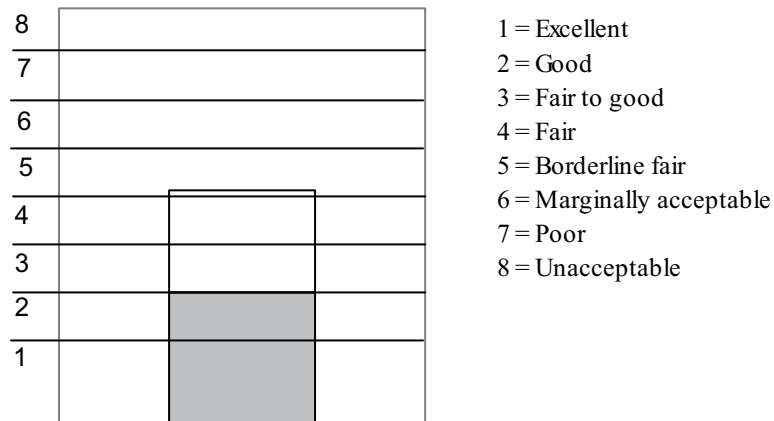 8
7
6
5
4
3
2
1
1 = Excellent
2 = Good
3 = Fair to good
4 = Fair
5 = Borderline fair
6 = Marginally acceptable
7 = Poor
8 = Unacceptable